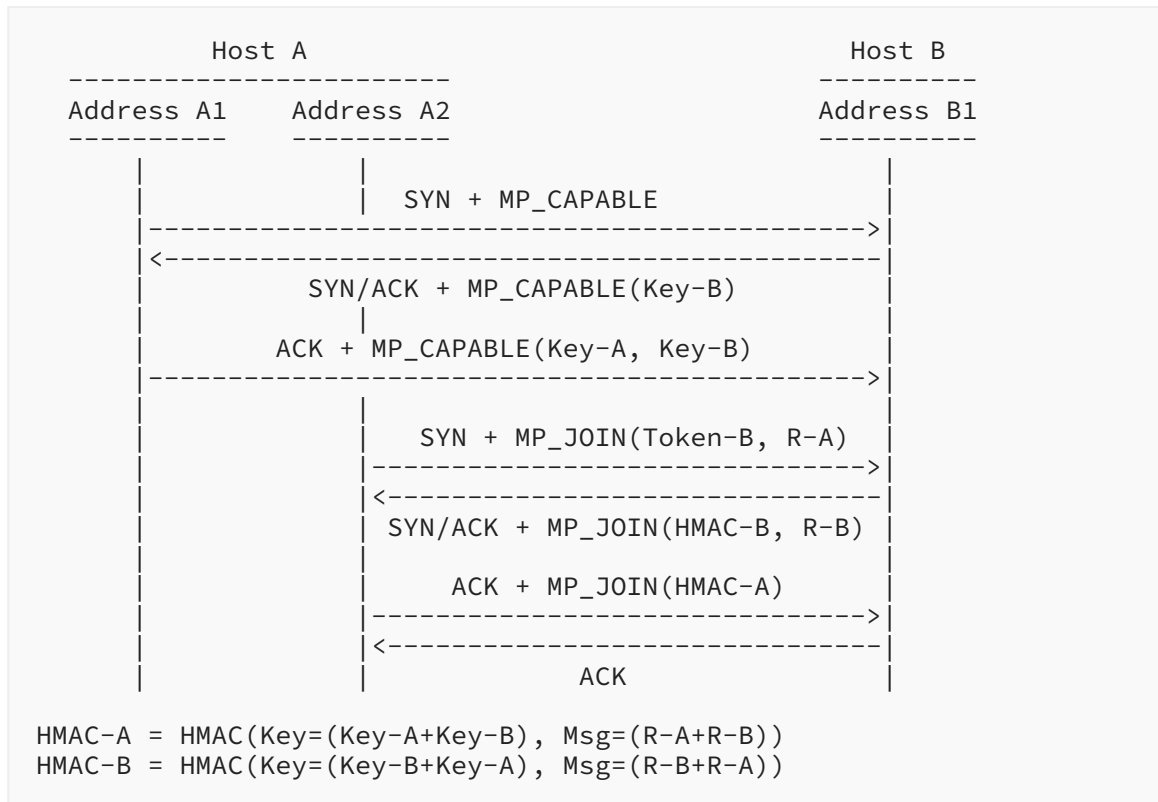 Host A Host B
Address A1 Address A2 Address B1
SYN + MP_CAPABLE
SYN/ACK + MP_CAPABLE(Key-B)
ACK + MP_CAPABLE(Key-A, Key-B)
SYN + MP_JOIN(Token-B, R-A)
SYN/ACK + MP_JOIN(HMAC-B, R-B)
ACK + MP_JOIN(HMAC-A)
ACK
HMAC-A = HMAC(Key=(Key-A+Key-B), Msg=(R-A+R-B))
HMAC-B = HMAC(Key=(Key-B+Key-A), Msg=(R-B+R-A))